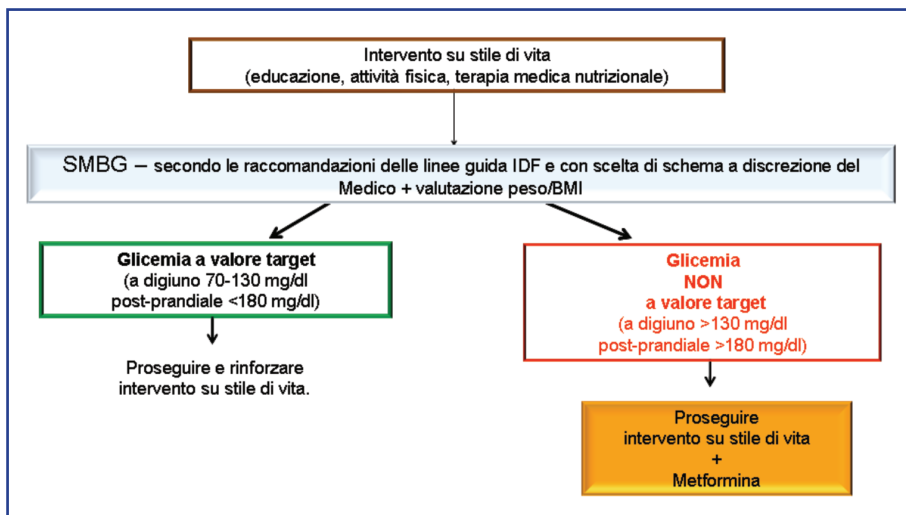 Intervento su stile di vita
(educazione, attività fisica, terapia medica nutrizionale)
SMBG – secondo le raccomandazioni delle linee guida IDF e con scelta di schema a discrezione del
Medico + valutazione peso/BMI
Glicemia a valore target
(a digiuno 70-130 mg/dl
post-prandiale <180 mg/dl)
Proseguire e rinforzare
intervento su stile di vita.
Glicemia
NON
a valore target
(a digiuno >130 mg/dl
post-prandiale >180 mg/dl)
Proseguire
intervento su stile di vita
+
Metformina